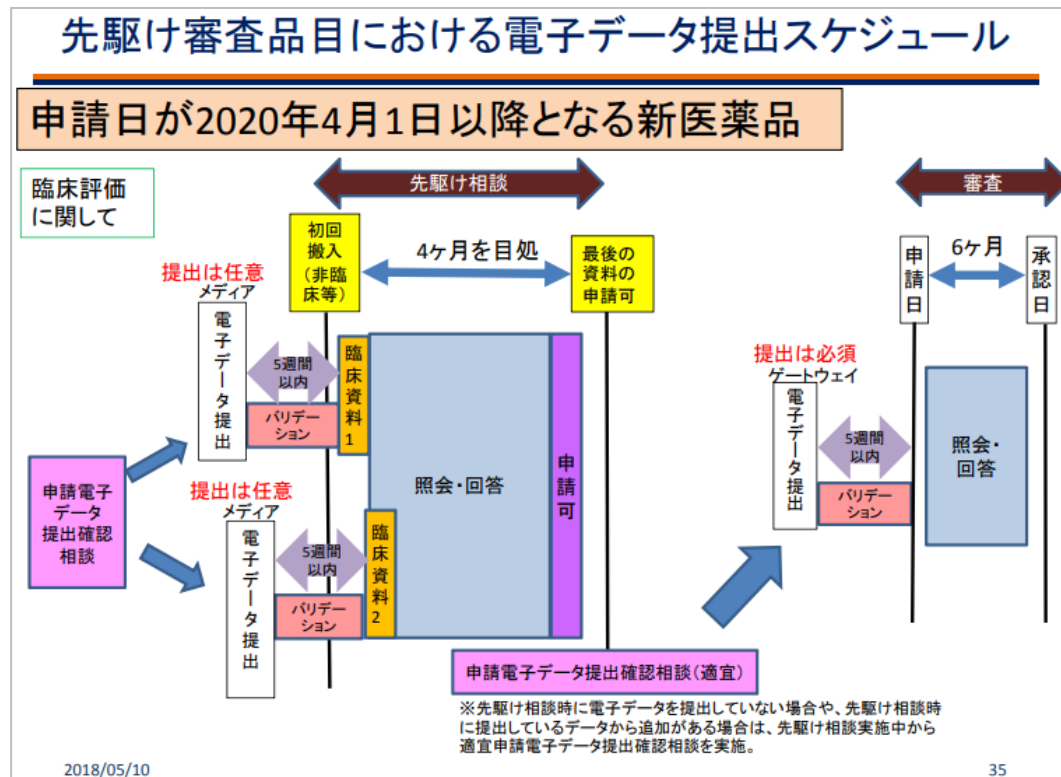 先駆け審査品目における電子データ提出スケジュール
申請日が2020年4月1日以降となる新医薬品
臨床評価
に関して
先駆け相談
審査
初回
搬入
(非臨
床等)
4ヶ月を目処
最後の
資料の
申請可
申請日
6ヶ月
承認日
提出は任意
メディア
電子データ提出
5週間
以内
バリデー
ション
臨床資料1
照会・回答
申請可
提出は必須
ゲートウェイ
電子データ提出
5週間
以内
バリデー
ション
照会・
回答
申請電子
データ
提出確認
相談
提出は任意
メディア
電子データ提出
5週間
以内
バリデー
ション
臨床資料2
申請電子データ提出確認相談(適宜)
※先駆け相談時に電子データを提出していない場合や、先駆け相談時
に提出しているデータから追加がある場合は、先駆け相談実施中から
適宜申請電子データ提出確認相談を実施。
2018/05/10
35